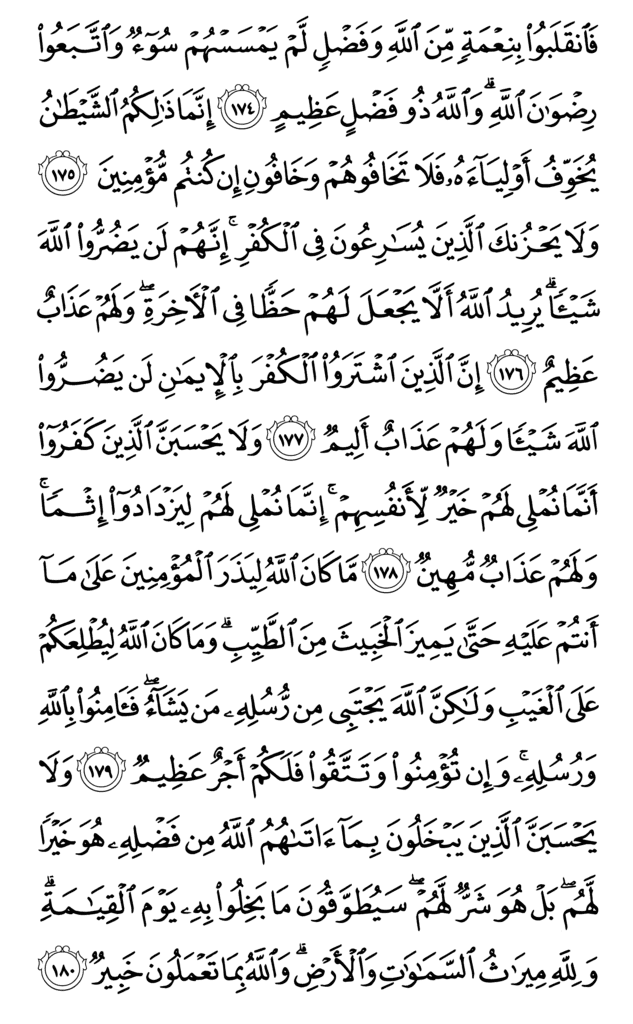 فَٱنقَلَبُوا۟ بِنِعْمَةٍ مِّنَ ٱللَّهِ وَفَضْلٍ لَّمْ يَمْسَسْهُمْ سُوٓءٌ وَٱتَّبَعُوا۟
رِضْوَٰنَ ٱللَّهِ ۗ وَٱللَّهُ ذُو فَضْلٍ عَظِيمٍ ١٧٤ إِنَّمَا ذَٰلِكُمُ ٱلشَّيْطَٰنُ
يُخَوِّفُ أَوْلِيَآءَهُۥ فَلَا تَخَافُوهُمْ وَخَافُونِ إِن كُنتُم مُّؤْمِنِينَ ١٧٥
وَلَا يَحْزُنكَ ٱلَّذِينَ يُسَٰرِعُونَ فِى ٱلْكُفْرِ ۚ إِنَّهُمْ لَن يَضُرُّوا۟ ٱللَّهَ
شَيْـًٔا ۗ يُرِيدُ ٱللَّهُ أَلَّا يَجْعَلَ لَهُمْ حَظًّا فِى ٱلْـَٔاخِرَةِ ۖ وَلَهُمْ عَذَابٌ
عَظِيمٌ ١٧٦ إِنَّ ٱلَّذِينَ ٱشْتَرَوُا۟ ٱلْكُفْرَ بِٱلْإِيمَٰنِ لَن يَضُرُّوا۟
ٱللَّهَ شَيْـًٔا وَلَهُمْ عَذَابٌ أَلِيمٌ ١٧٧ وَلَا يَحْسَبَنَّ ٱلَّذِينَ كَفَرُوٓا۟
أَنَّمَا نُمْلِى لَهُمْ خَيْرٌ لِّأَنفُسِهِمْ ۚ إِنَّمَا نُمْلِى لَهُمْ لِيَزْدَادُوٓا۟ إِثْمًا ۚ
وَلَهُمْ عَذَابٌ مُّهِينٌ ١٧٨ مَّا كَانَ ٱللَّهُ لِيَذَرَ ٱلْمُؤْمِنِينَ عَلَىٰ مَآ
أَنتُمْ عَلَيْهِ حَتَّىٰ يَمِيزَ ٱلْخَبِيثَ مِنَ ٱلطَّيِّبِ ۗ وَمَا كَانَ ٱللَّهُ لِيُطْلِعَكُمْ
عَلَى ٱلْغَيْبِ وَلَٰكِنَّ ٱللَّهَ يَجْتَبِى مِن رُّسُلِهِۦ مَن يَشَآءُ ۖ فَـَٔامِنُوا۟ بِٱللَّهِ
وَرُسُلِهِۦ ۚ وَإِن تُؤْمِنُوا۟ وَتَتَّقُوا۟ فَلَكُمْ أَجْرٌ عَظِيمٌ ١٧٩ وَلَا
يَحْسَبَنَّ ٱلَّذِينَ يَبْخَلُونَ بِمَآ ءَاتَىٰهُمُ ٱللَّهُ مِن فَضْلِهِۦ هُوَ خَيْرًا
لَّهُم ۖ بَلْ هُوَ شَرٌّ لَّهُمْ ۖ سَيُطَوَّقُونَ مَا بَخِلُوا۟ بِهِۦ يَوْمَ ٱلْقِيَٰمَةِ ۗ
وَلِلَّهِ مِيرَٰثُ ٱلسَّمَٰوَٰتِ وَٱلْأَرْضِ ۗ وَٱللَّهُ بِمَا تَعْمَلُونَ خَبِيرٌ ١٨٠